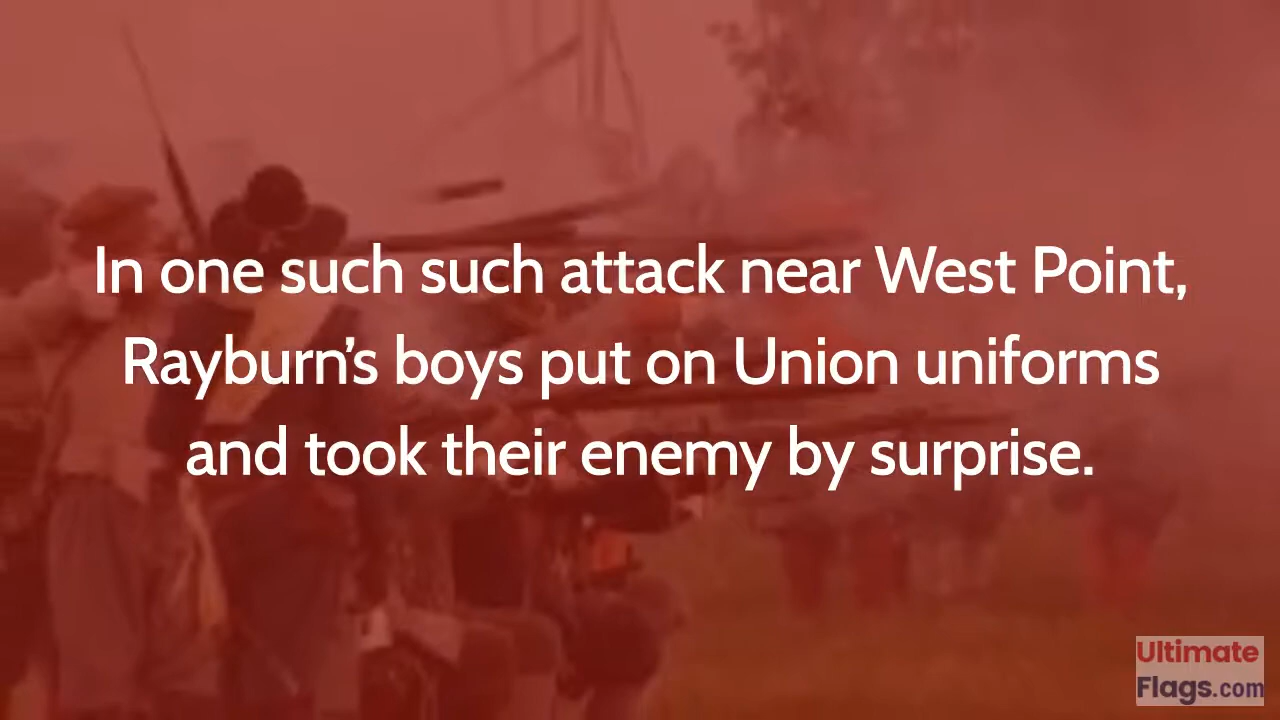 In one such such attack near West Point,
Rayburn’s boys put on Union uniforms
and took their enemy by surprise.
Ultimate
Flags.com